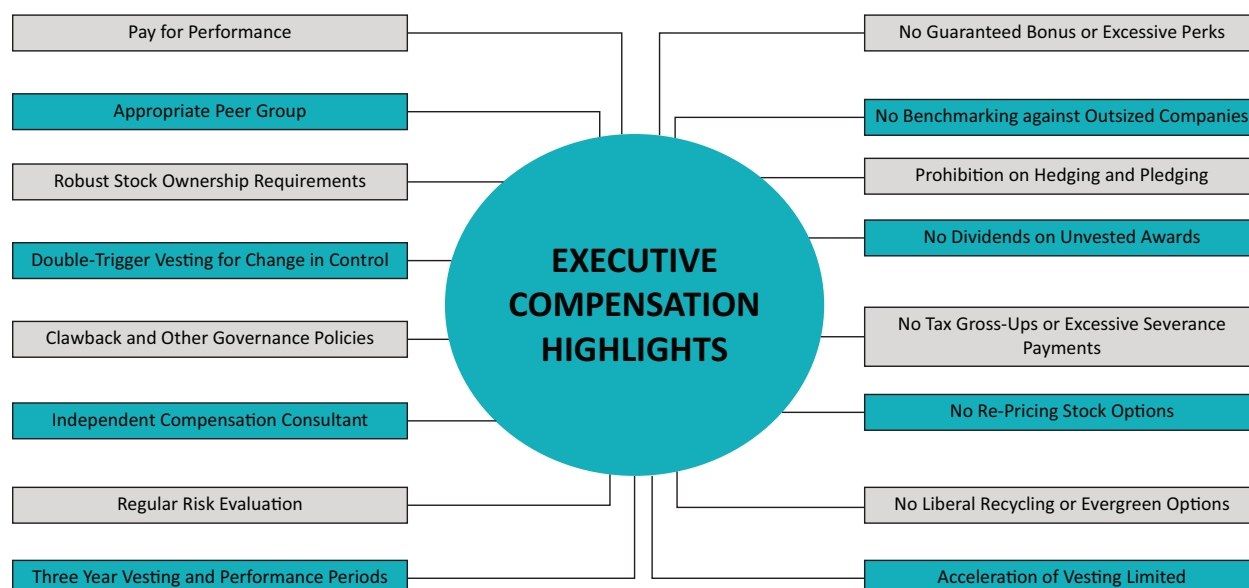 Pay for Performance
Appropriate Peer Group
Robust Stock Ownership Requirements
Double-Trigger Vesting for Change in Control
Clawback and Other Governance Policies
Independent Compensation Consultant
Regular Risk Evaluation
Three Year Vesting and Performance Periods
EXECUTIVE
COMPENSATION
HIGHLIGHTS
No Guaranteed Bonus or Excessive Perks
No Benchmarking against Outsized Companies
Prohibition on Hedging and Pledging
No Dividends on Unvested Awards
No Tax Gross-Ups or Excessive Severance
Payments
No Re-Pricing Stock Options
No Liberal Recycling or Evergreen Options
Acceleration of Vesting Limited